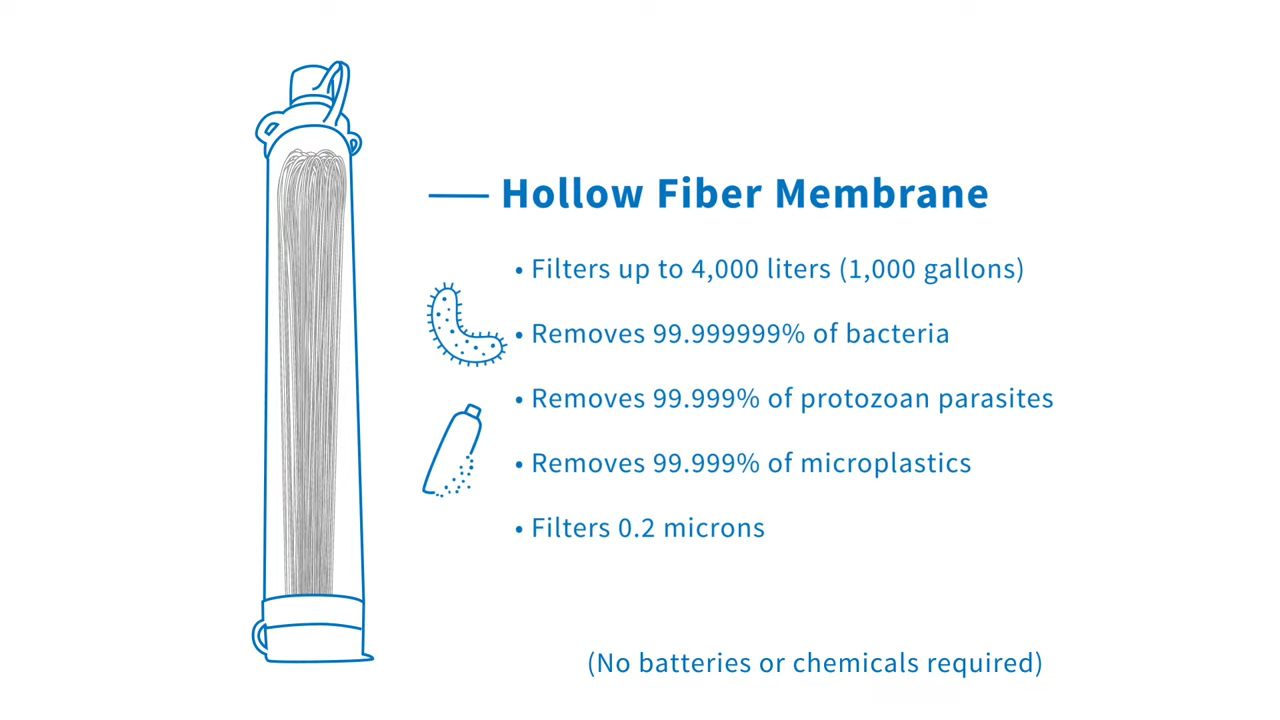 Hollow Fiber Membrane
• Filters up to 4,000 liters (1,000 gallons)
• Removes 99.999999% of bacteria
• Removes 99.999% of protozoan parasites
• Removes 99.999% of microplastics
• Filters 0.2 microns
(No batteries or chemicals required)